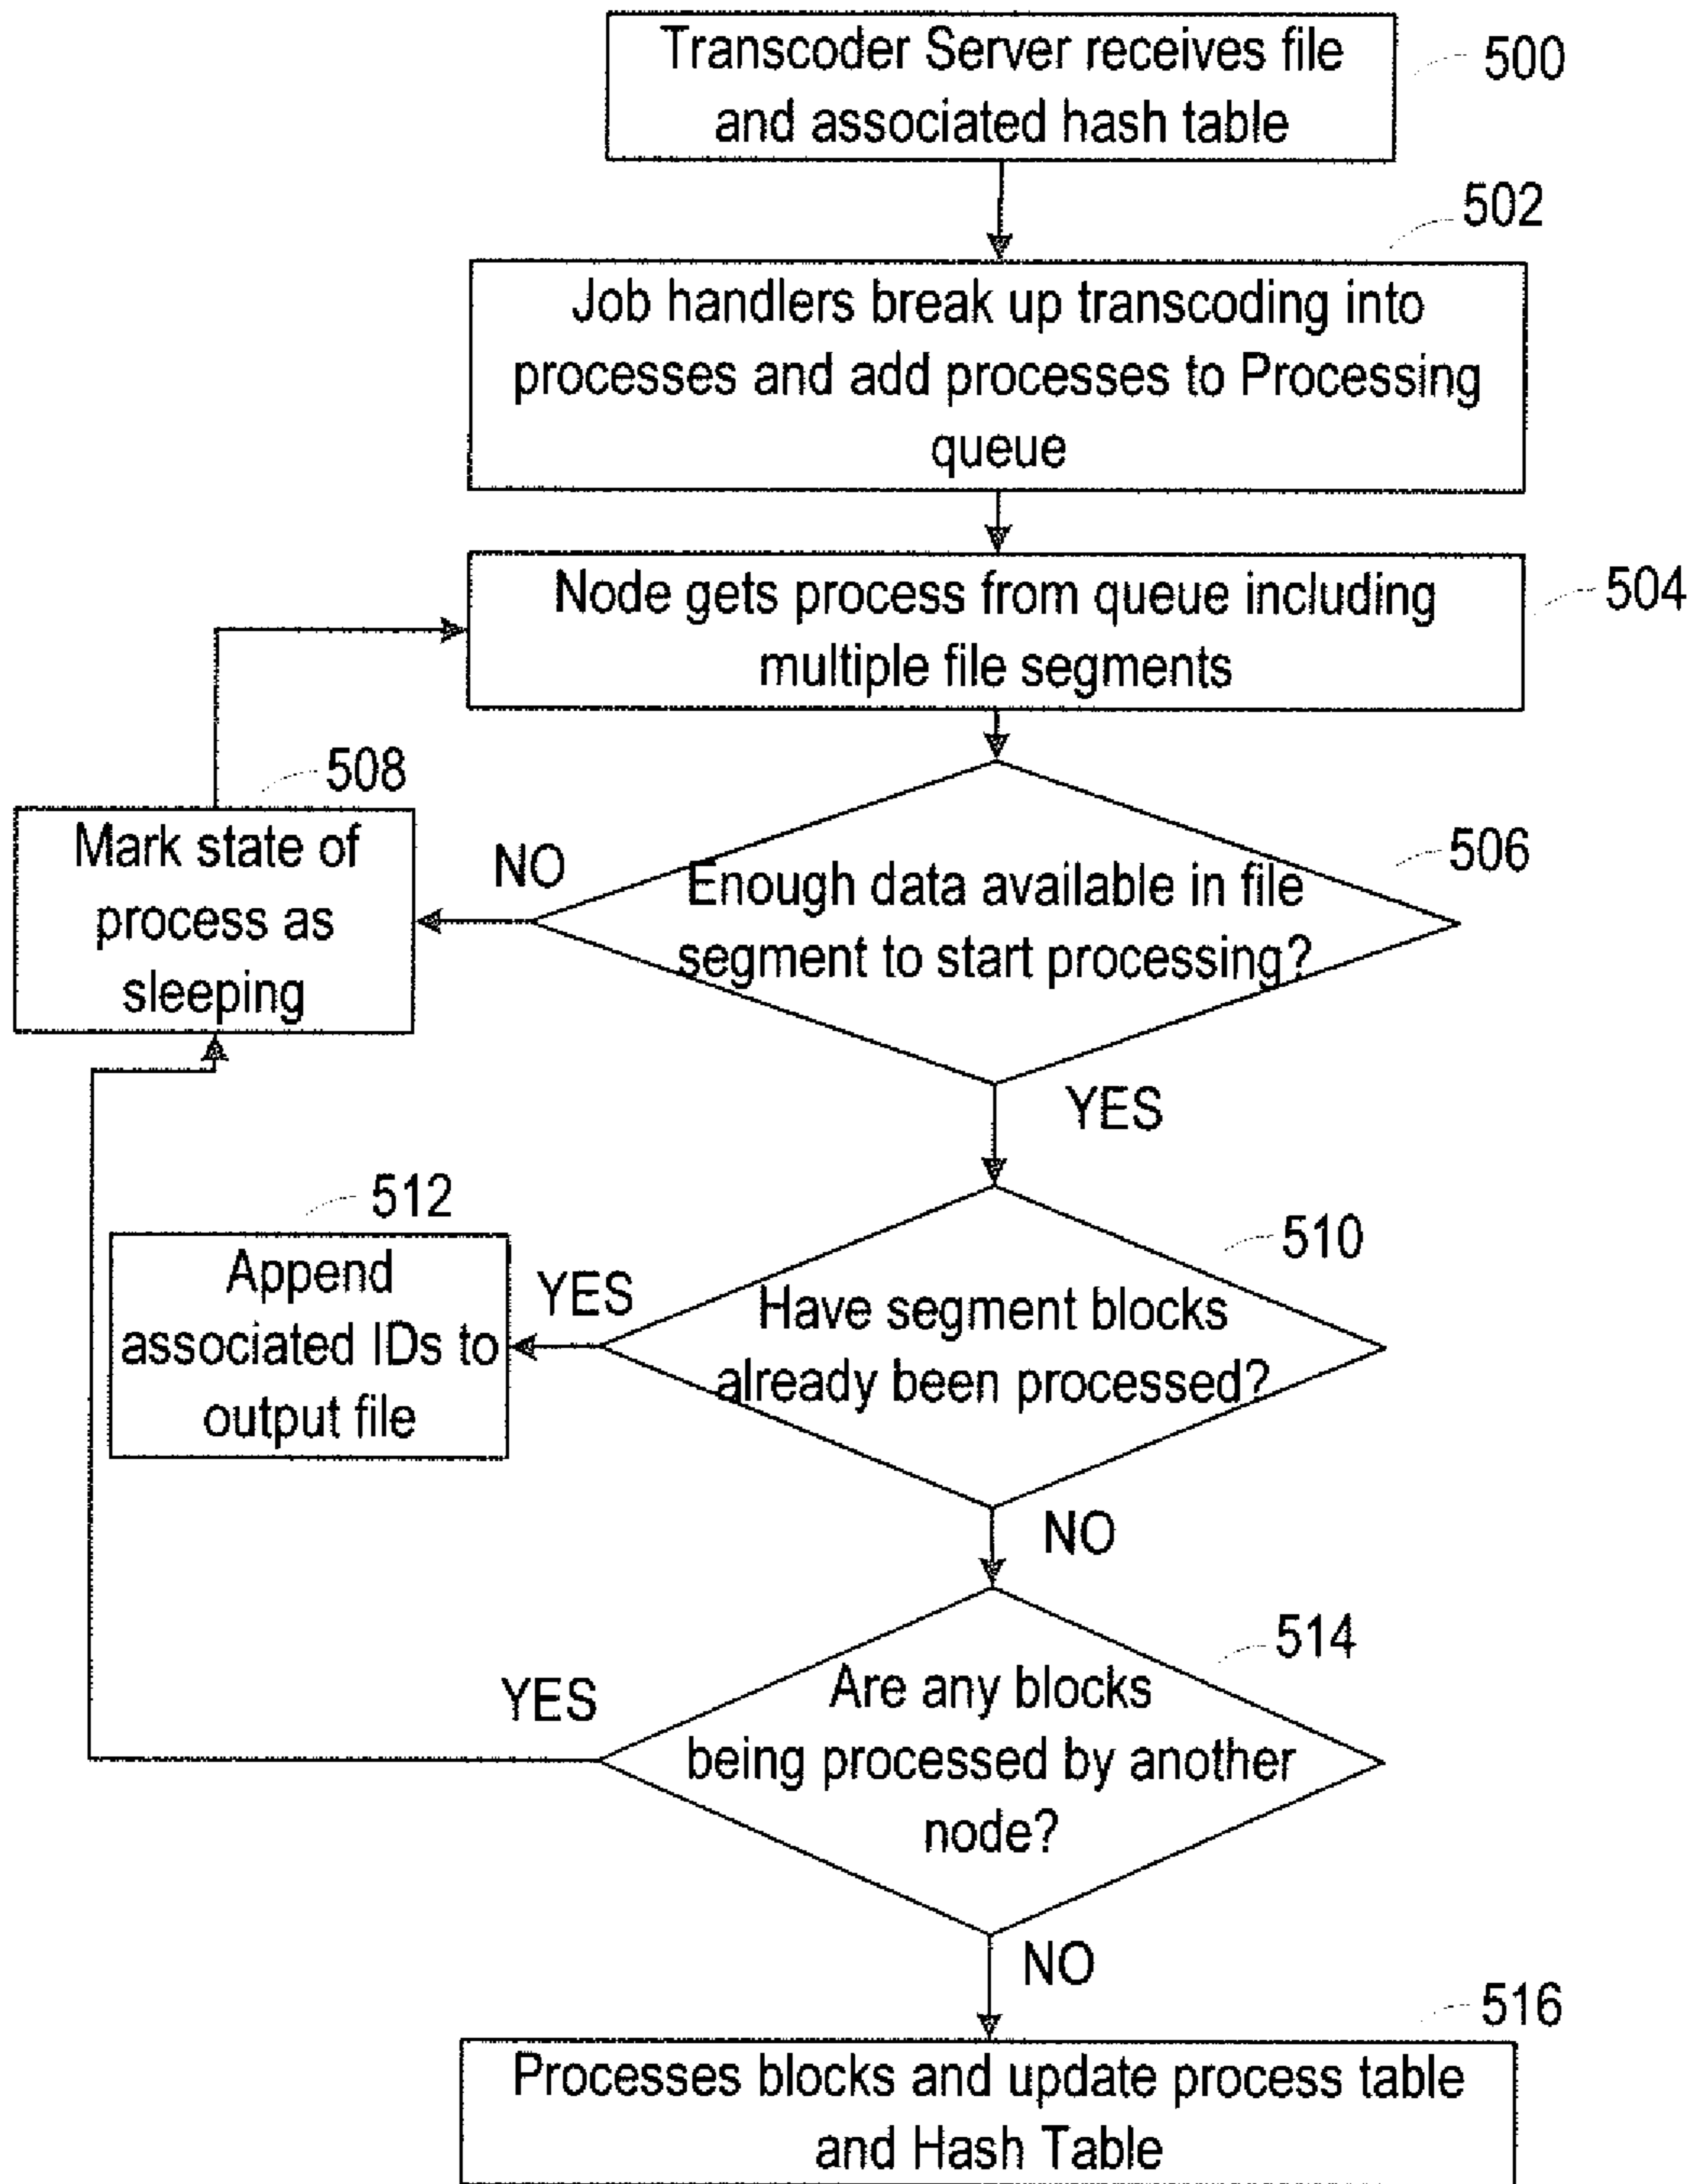 Transcoder Server receives file
and associated hash table
500
502
Job handlers break up transcoding into
processes and add processes to Processing
queue
Node gets process from queue including
multiple file segments
504
508
Mark state of
process as
sleeping
NO
Enough data available in file
segment to start processing?
506
YES
512
Append
associated IDs to
output file
YES
Have segment blocks
already been processed?
510
NO
514
YES
Are any blocks
being processed by another
node?
NO
516
Processes blocks and update process table
and Hash Table